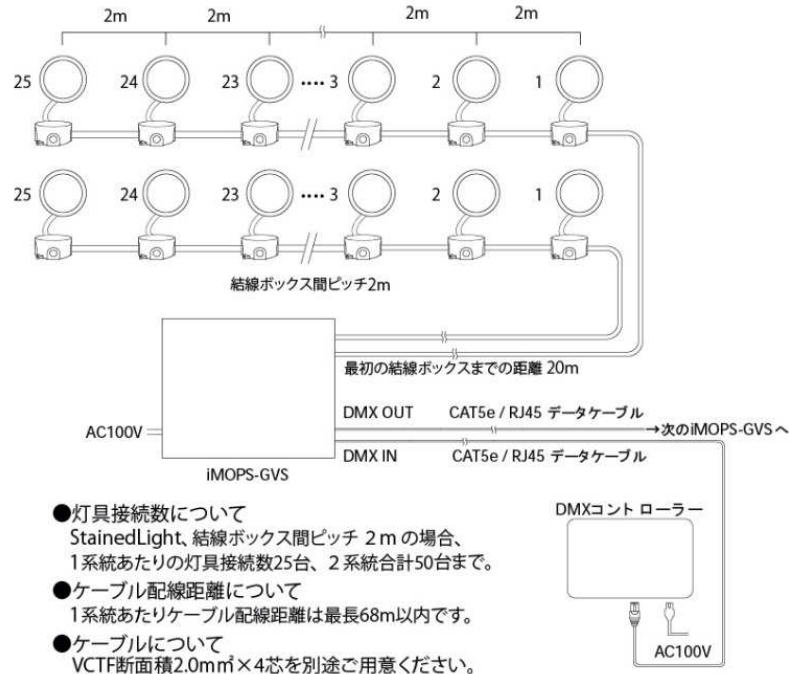 2m 2m 2m 2m
25 24 23 ···· 3 2 1
25 24 23 ···· 3 2 1
結線ボックス間ピッチ2m
最初の結線ボックスまでの距離 20m
DMX OUT CAT5e / RJ45 データケーブル
AC100V →次のiMOPS-GVSへ
DMX IN CAT5e / RJ45 データケーブル
iMOPS-GVS
●灯具接続数について
StainedLight、結線ボックス間ピッチ 2 m の場合、
1系統あたりの灯具接続数25台、2系統合計50台まで。
●ケーブル配線距離について
1系統あたりケーブル配線距離は最長68m以内です。
●ケーブルについて
VCTF断面積2.0m㎡×4芯を別途ご用意ください。
DMXコントローラー
AC100V